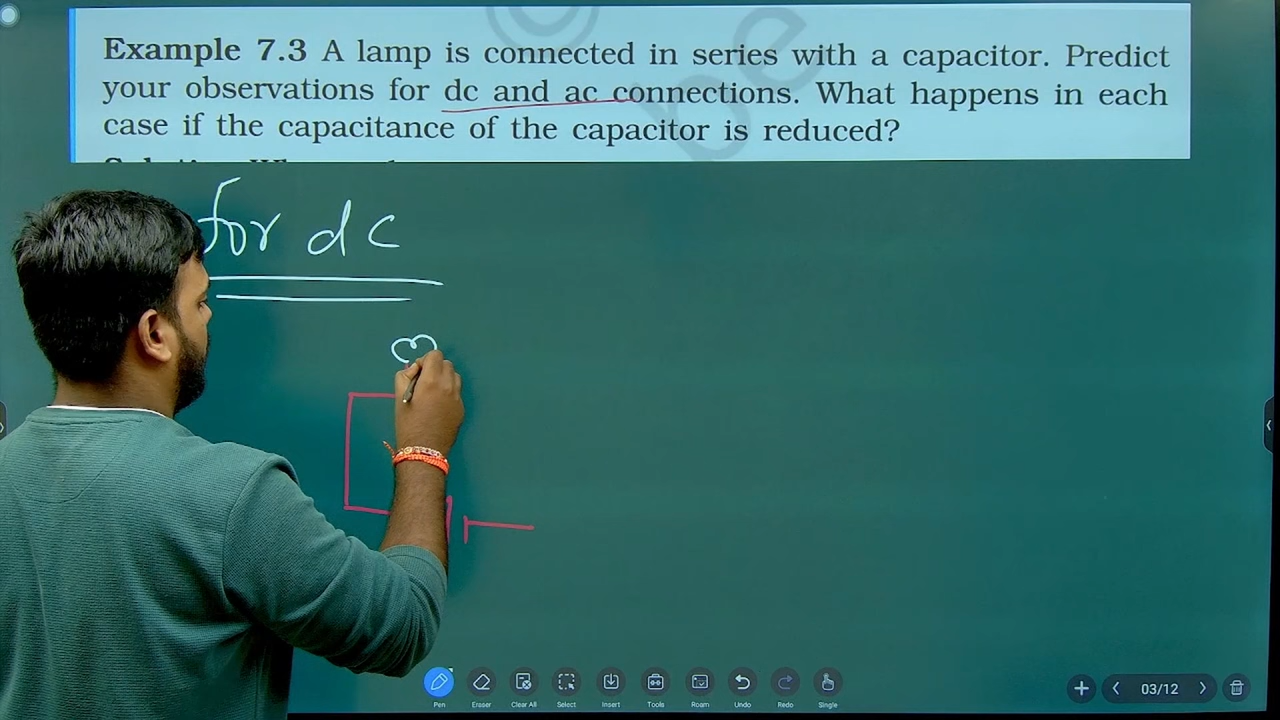 Example 7.3 A lamp is connected in series with a capacitor. Predict
your observations for dc and ac connections. What happens in each
case if the capacitance of the capacitor is reduced?
for dc
Pen Eraser Clear All Select Insert Tools Roam Undo Redo Single
03/12